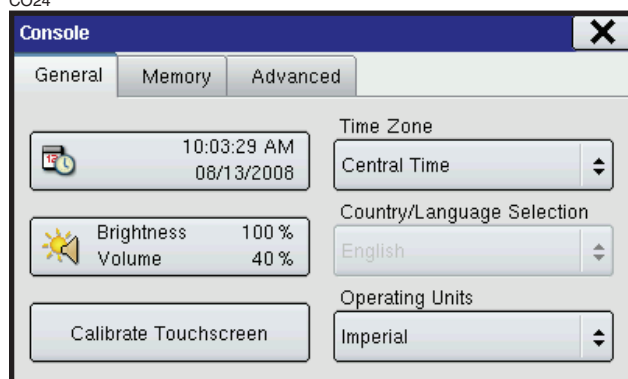 CO24
Console
General Memory Advanced
10:03:29 AM
08/13/2008
Brightness 100 %
Volume 40 %
Calibrate Touchscreen
Time Zone
Central Time
Country/Language Selection
English
Operating Units
Imperial